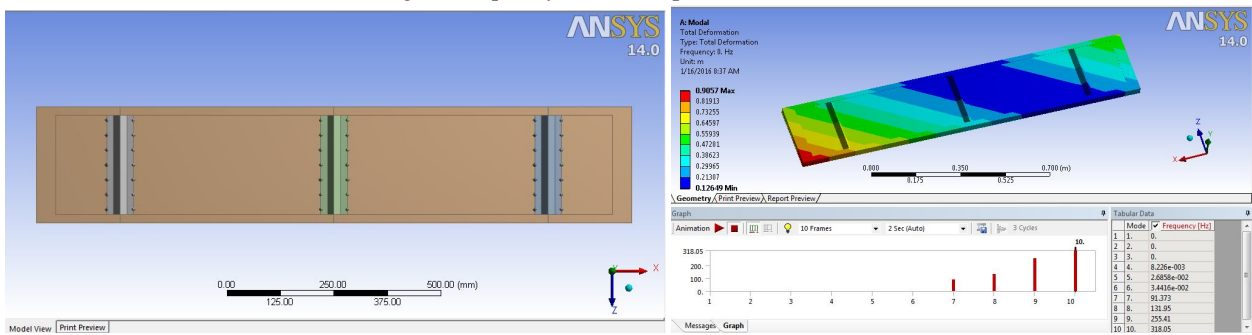 ANSYS
14.0
0.00
250.00
500.00 (mm)
125.00
375.00
X
Z
Model View
Print Preview
A: Modal
Total Deformation
Type: Total Deformation
Frequency: 0. Hz
Unit: m
1/16/2016 8:37 AM
0.9057 Max
0.81913
0.73255
0.64597
0.55939
0.47281
0.38623
0.29965
0.21307
0.12649 Min
ANSYS
14.0
0.000
0.350
0.700 (m)
0.175
0.525
Z
Y
X
Geometry
Print Preview
Report Preview
Graph
Animation
10 Frames
2 Sec (Auto)
3 Cycles
10.
318.05
200.
100.
0.
1 2 3 4 5 6 7 8 9 10
Messages
Graph
Tabular Data
Mode Frequency [Hz]
1 1. 0.
2 2. 0.
3 3. 0.
4 4. 8.226e-003
5 5. 2.6858e-002
6 6. 3.4416e-002
7 7. 91.373
8 8. 131.95
9 9. 255.41
10 10. 318.05